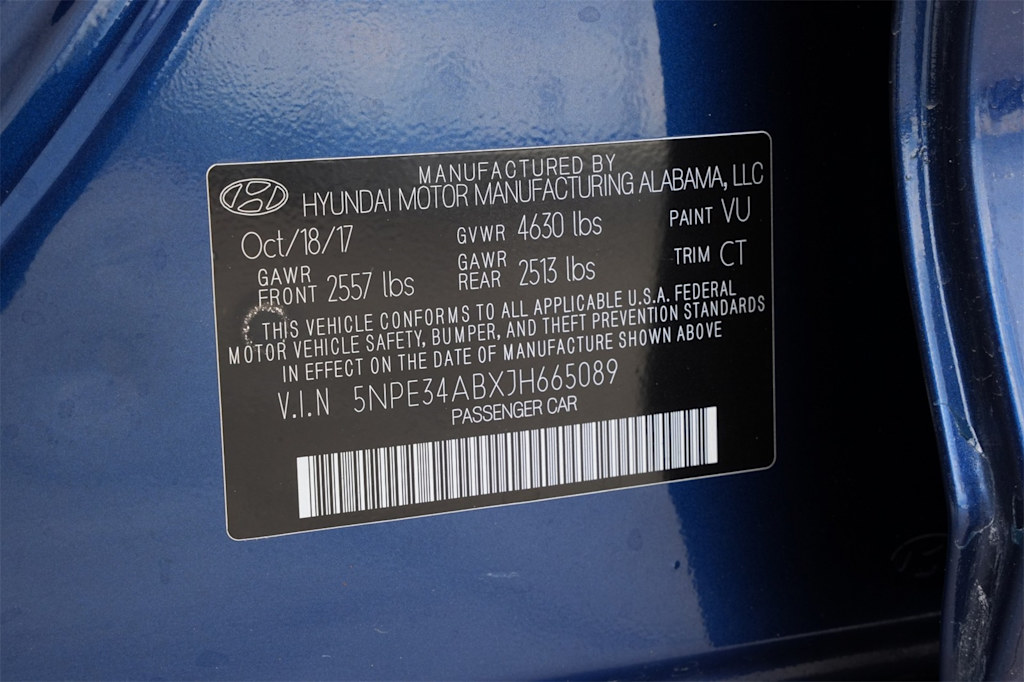 MANUFACTURED BY
HYUNDAI MOTOR MANUFACTURING ALABAMA, LLC
Oct/18/17 GVWR 4630 lbs PAINT VU
GAWR FRONT 2557 lbs GAWR REAR 2513 lbs TRIM CT
THIS VEHICLE CONFORMS TO ALL APPLICABLE U.S.A. FEDERAL
MOTOR VEHICLE SAFETY, BUMPER, AND THEFT PREVENTION STANDARDS
IN EFFECT ON THE DATE OF MANUFACTURE SHOWN ABOVE
V.I.N 5NPE34ABXJH665089
PASSENGER CAR